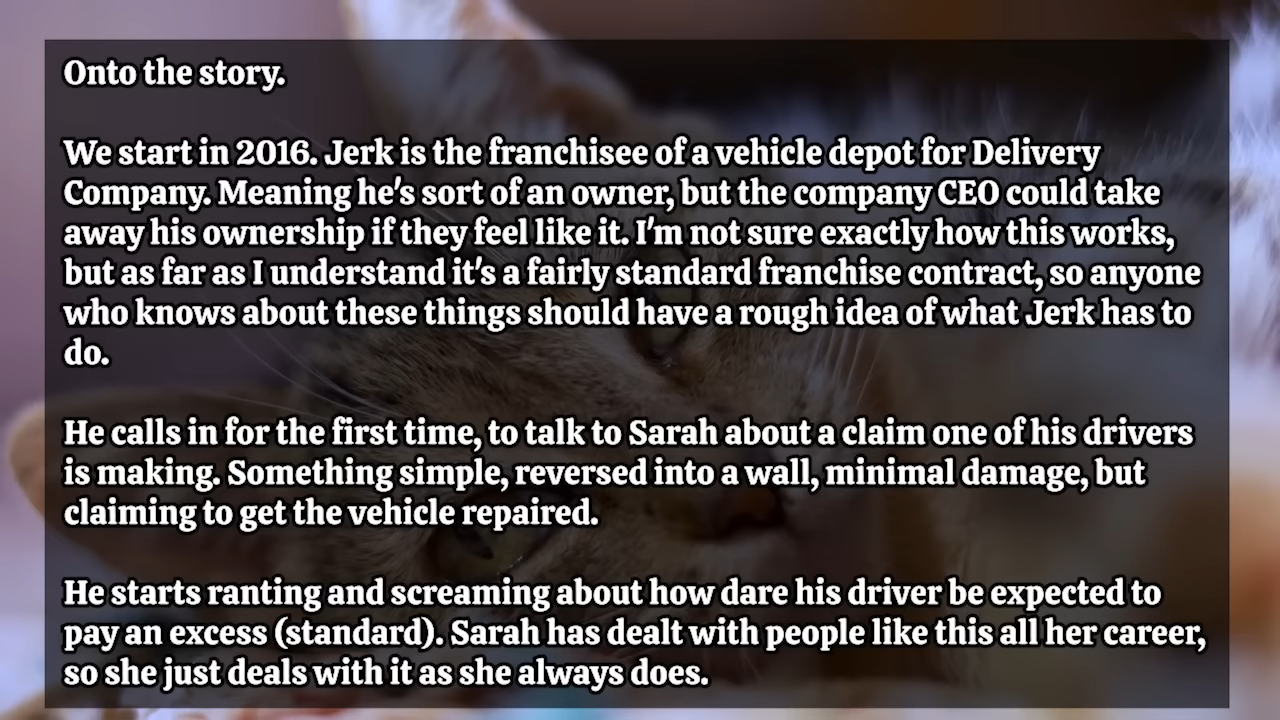 Onto the story.
We start in 2016. Jerk is the franchisee of a vehicle depot for Delivery
Company. Meaning he's sort of an owner, but the company CEO could take
away his ownership if they feel like it. I'm not sure exactly how this works,
but as far as I understand it's a fairly standard franchise contract, so anyone
who knows about these things should have a rough idea of what Jerk has to
do.
He calls in for the first time, to talk to Sarah about a claim one of his drivers
is making. Something simple, reversed into a wall, minimal damage, but
claiming to get the vehicle repaired.
He starts ranting and screaming about how dare his driver be expected to
pay an excess (standard). Sarah has dealt with people like this all her career,
so she just deals with it as she always does.